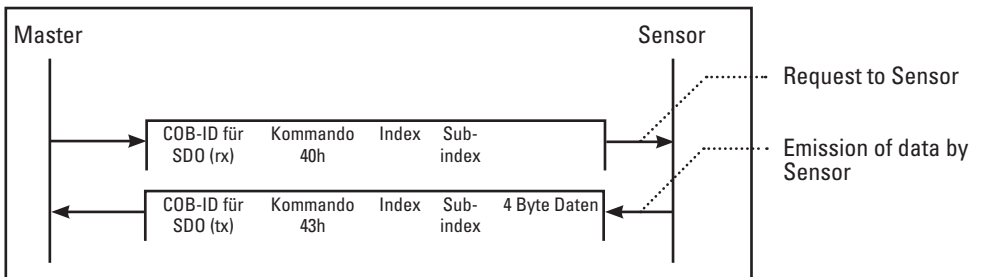 Master
Sensor
Request to Sensor
COB-ID für Kommando Index Sub-
SDO (rx) 40h index
Emission of data by
Sensor
COB-ID für Kommando Index Sub- 4 Byte Daten
SDO (tx) 43h index